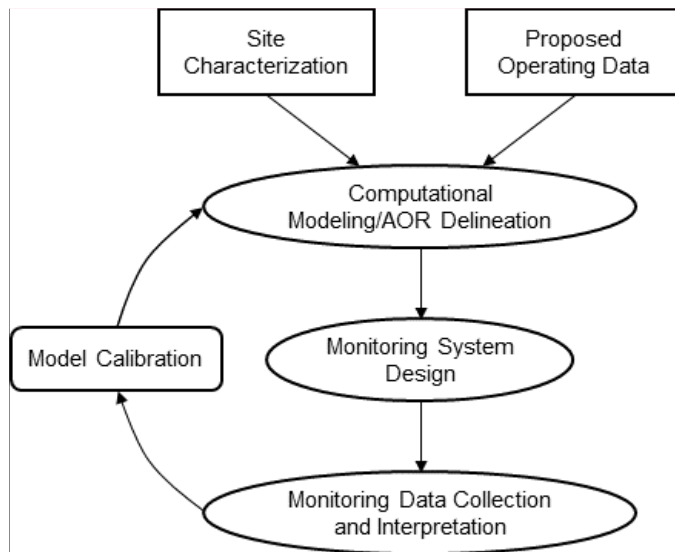 Site
Characterization
Proposed
Operating Data
Computational
Modeling/AOR Delineation
Model Calibration
Monitoring System
Design
Monitoring Data Collection
and Interpretation